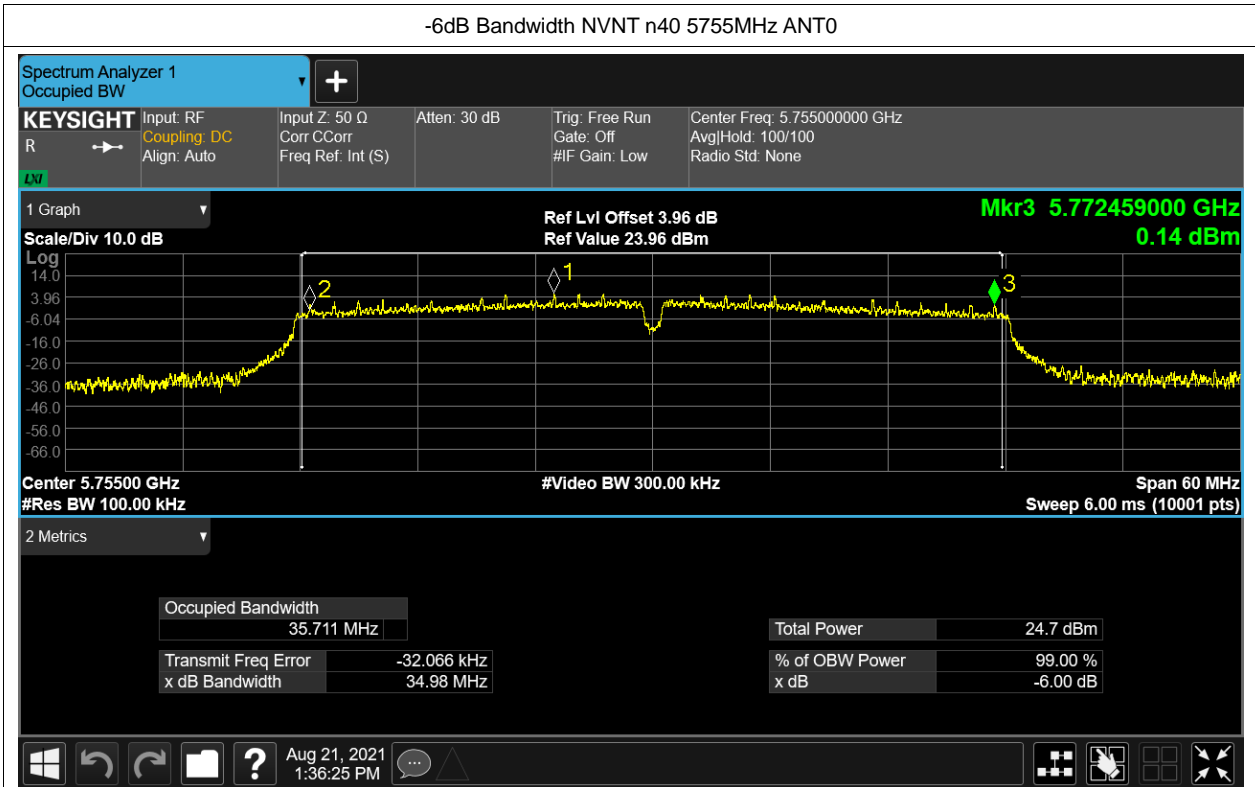 -6dB Bandwidth NVNT n40 5755MHz ANT0
Spectrum Analyzer 1
Occupied BW
KEYSIGHT
R
LXI
Input: RF
Coupling: DC
Align: Auto
Input Z: 50 Ω
Corr CCorr
Freq Ref: Int (S)
Atten: 30 dB
Trig: Free Run
Gate: Off
#IF Gain: Low
Center Freq: 5.755000000 GHz
Avg|Hold: 100/100
Radio Std: None
1 Graph
Scale/Div 10.0 dB
Ref Lvl Offset 3.96 dB
Ref Value 23.96 dBm
Mkr3 5.772459000 GHz
0.14 dBm
Log
14.0
3.96
-6.04
-16.0
-26.0
-36.0
-46.0
-56.0
-66.0
2
1
3
Center 5.75500 GHz
#Video BW 300.00 kHz
Span 60 MHz
#Res BW 100.00 kHz
Sweep 6.00 ms (10001 pts)
2 Metrics
Occupied Bandwidth
35.711 MHz
Total Power 24.7 dBm
Transmit Freq Error -32.066 kHz
% of OBW Power 99.00 %
x dB Bandwidth 34.98 MHz
x dB -6.00 dB
?
Aug 21, 2021
1:36:25 PM